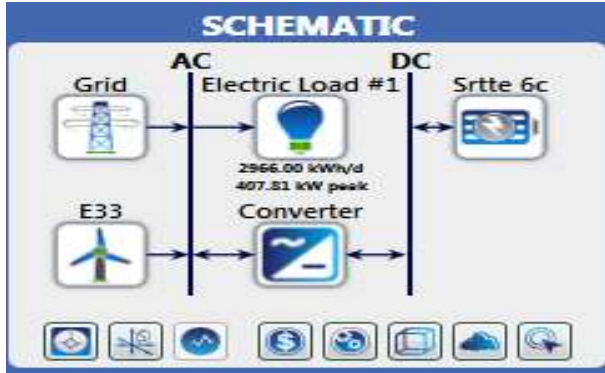 SCHEMATIC
AC DC
Grid Electric Load #1 Srtte 6c
2966.00 kWh/d
407.81 kW peak
E33 Converter